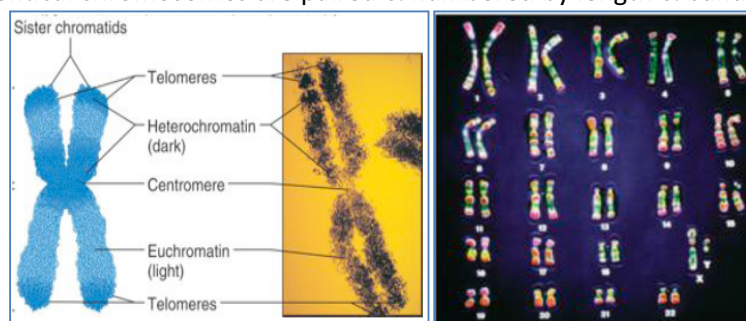 Sister chromatids
Telomeres
Heterochromatin
(dark)
Centromere
Euchromatin
(light)
Telomeres
1 2 3 4 5
6 7 8 9 10
11 12 13 14 15
16 17 18 X Y
19 20 21 22